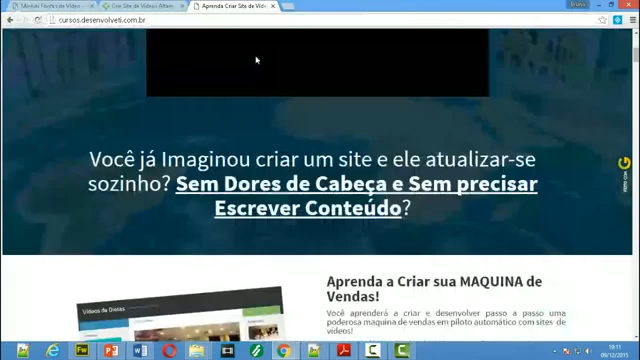 Aprenda Criar Site de Víde
cursos.desenvolveti.com.br
Você já Imaginou criar um site e ele atualizar-se
sozinho? Sem Dores de Cabeça e Sem precisar
Escrever Conteúdo?
Aprenda a Criar sua MAQUINA de
Vendas!
Você aprenderá a criar e desenvolver passo a passo uma
poderosa maquina de vendas em piloto automático com sites de
vídeos!
Vídeos de Dietas
19:11
09/12/2015